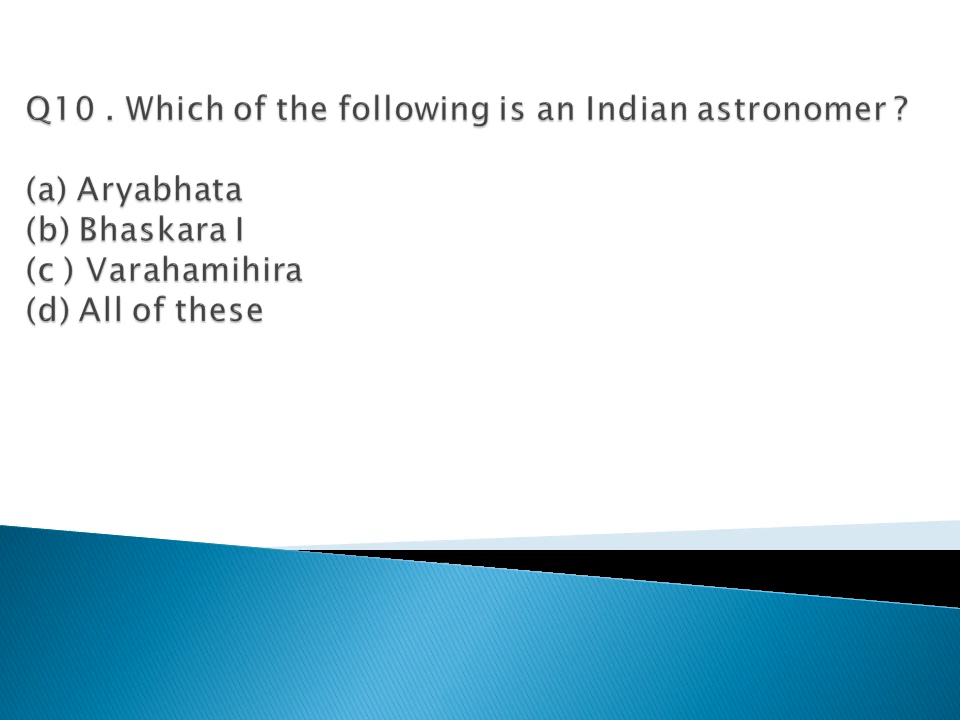 Q10 . Which of the following is an Indian astronomer ?
(a) Aryabhata
(b) Bhaskara I
(c ) Varahamihira
(d) All of these